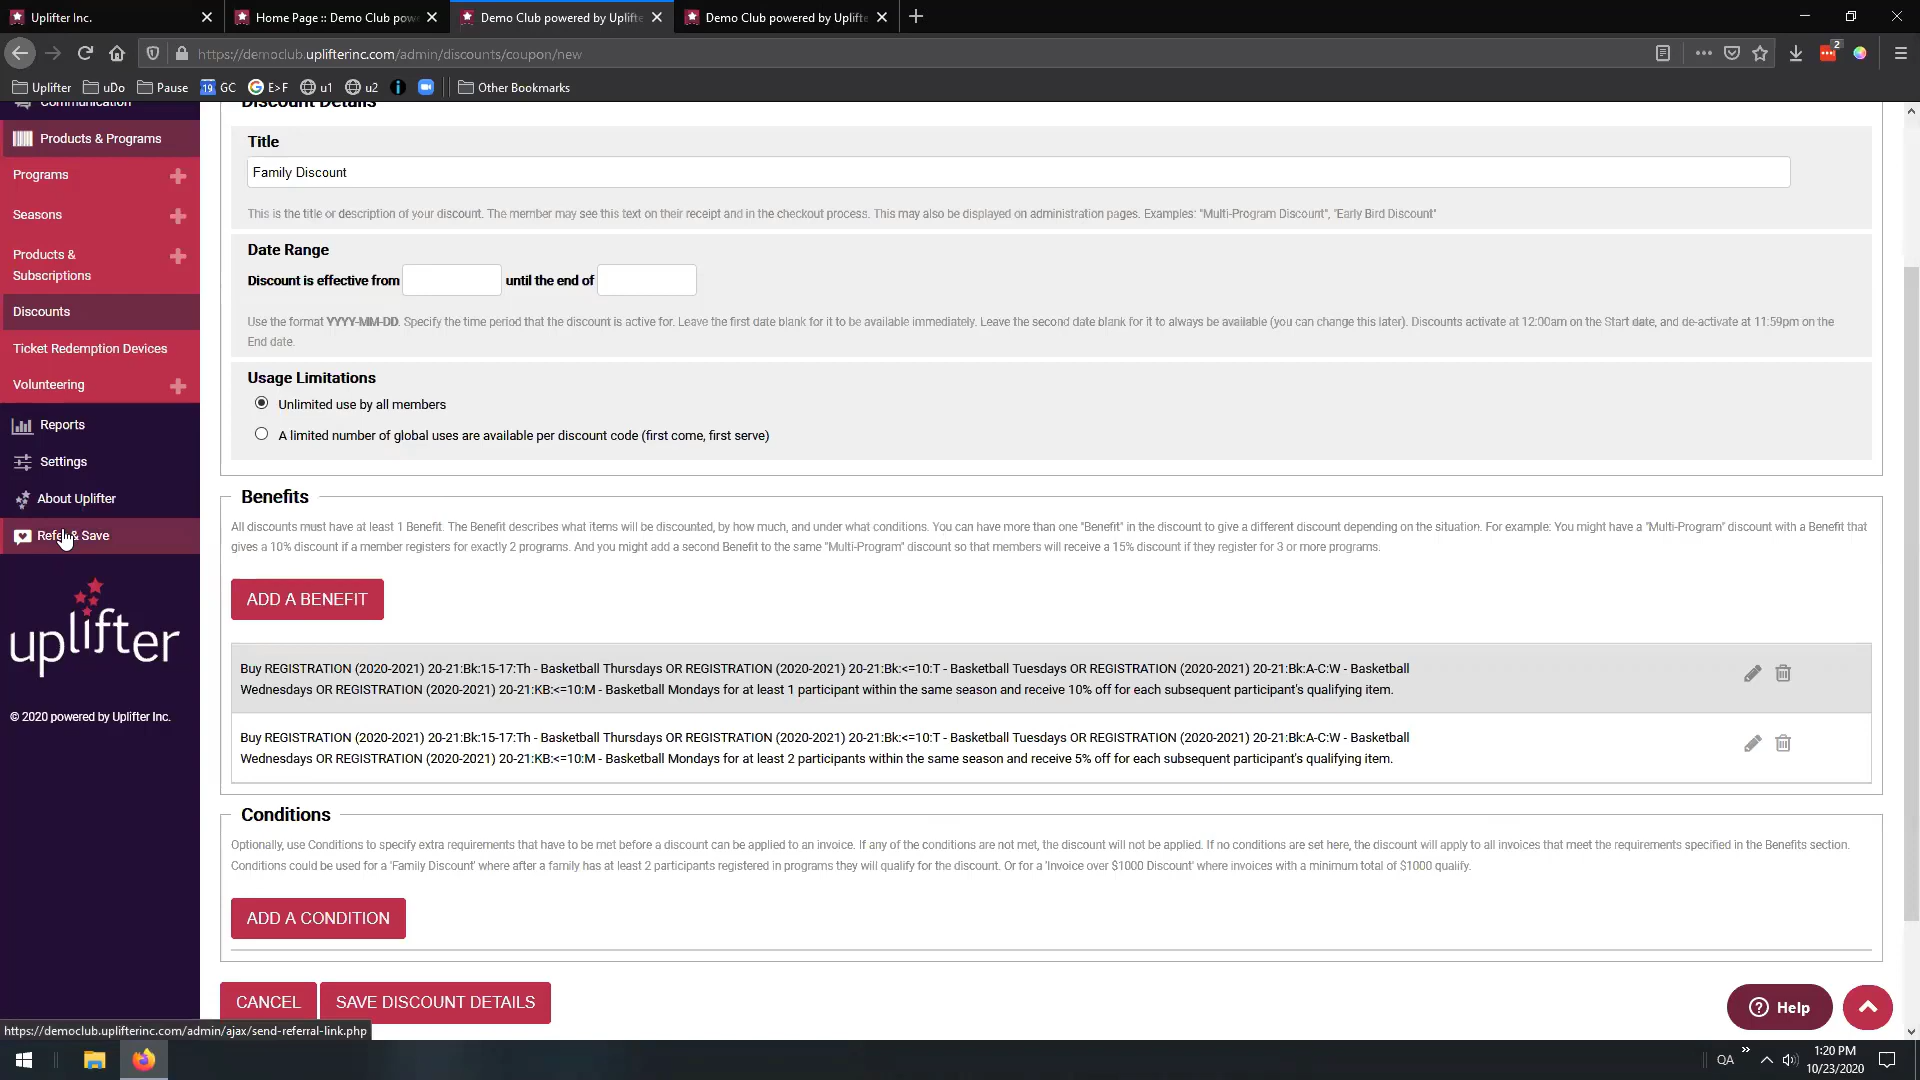 Uplifter Inc.
Home Page :: Demo Club pow
Demo Club powered by Uplifte
Demo Club powered by Uplifte
https://democlub.uplifterinc.com/admin/discounts/coupon/new
2
Uplifter
uDo
Pause
19
GC
E>F
u1
u2
Other Bookmarks
Communication
Products & Programs
Programs
Seasons
Products &
Subscriptions
Discounts
Ticket Redemption Devices
Volunteering
Reports
Settings
About Uplifter
Refer & Save
uplifter
© 2020 powered by Uplifter Inc.
Discount Details
Title
Family Discount
This is the title or description of your discount. The member may see this text on their receipt and in the checkout process. This may also be displayed on administration pages. Examples: "Multi-Program Discount", "Early Bird Discount"
Date Range
Discount is effective from until the end of
Use the format YYYY-MM-DD. Specify the time period that the discount is active for. Leave the first date blank for it to be available immediately. Leave the second date blank for it to always be available (you can change this later). Discounts activate at 12:00am on the Start date, and de-activate at 11:59pm on the
End date.
Usage Limitations
Unlimited use by all members
A limited number of global uses are available per discount code (first come, first serve)
Benefits
All discounts must have at least 1 Benefit. The Benefit describes what items will be discounted, by how much, and under what conditions. You can have more than one "Benefit" in the discount to give a different discount depending on the situation. For example: You might have a "Multi-Program" discount with a Benefit that
gives a 10% discount if a member registers for exactly 2 programs. And you might add a second Benefit to the same "Multi-Program" discount so that members will receive a 15% discount if they register for 3 or more programs.
ADD A BENEFIT
Buy REGISTRATION (2020-2021) 20-21:Bk:15-17:Th - Basketball Thursdays OR REGISTRATION (2020-2021) 20-21:Bk:<=10:T - Basketball Tuesdays OR REGISTRATION (2020-2021) 20-21:Bk:A-C:W - Basketball
Wednesdays OR REGISTRATION (2020-2021) 20-21:KB:<=10:M - Basketball Mondays for at least 1 participant within the same season and receive 10% off for each subsequent participant's qualifying item.
Buy REGISTRATION (2020-2021) 20-21:Bk:15-17:Th - Basketball Thursdays OR REGISTRATION (2020-2021) 20-21:Bk:<=10:T - Basketball Tuesdays OR REGISTRATION (2020-2021) 20-21:Bk:A-C:W - Basketball
Wednesdays OR REGISTRATION (2020-2021) 20-21:KB:<=10:M - Basketball Mondays for at least 2 participants within the same season and receive 5% off for each subsequent participant's qualifying item.
Conditions
Optionally, use Conditions to specify extra requirements that have to be met before a discount can be applied to an invoice. If any of the conditions are not met, the discount will not be applied. If no conditions are set here, the discount will apply to all invoices that meet the requirements specified in the Benefits section.
Conditions could be used for a 'Family Discount' where after a family has at least 2 participants registered in programs they will qualify for the discount. Or for a 'Invoice over $1000 Discount' where invoices with a minimum total of $1000 qualify.
ADD A CONDITION
CANCEL
SAVE DISCOUNT DETAILS
Help
https://democlub.uplifterinc.com/admin/ajax/send-referral-link.php
QA
1:20 PM
10/23/2020